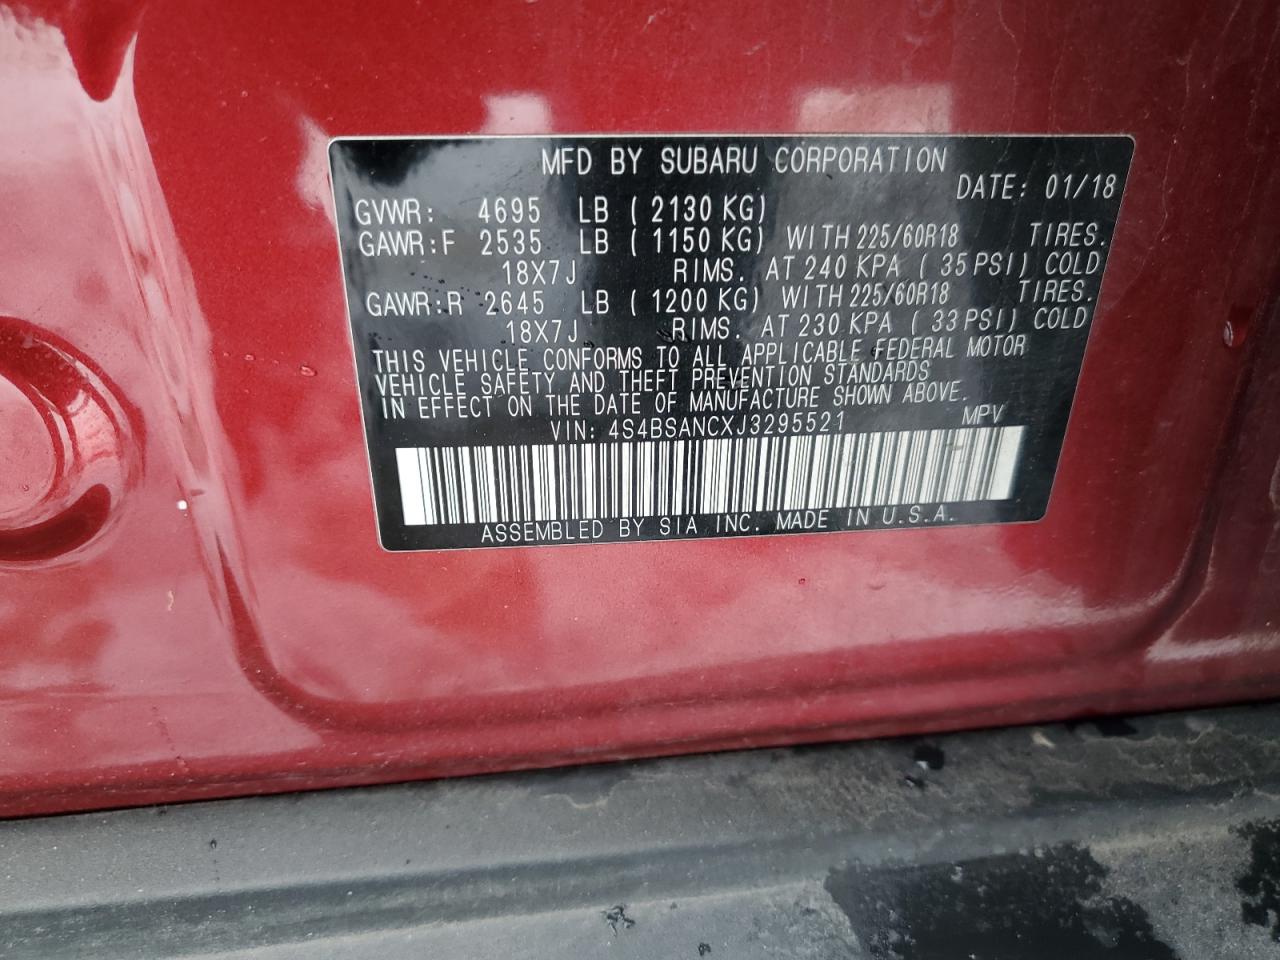 MFD BY SUBARU CORPORATION
DATE: 01/18
GVWR: 4695 LB ( 2130 KG)
GAWR:F 2535 LB ( 1150 KG) WITH 225/60R18 TIRES.
18X7J RIMS. AT 240 KPA ( 35 PSI) COLD
GAWR:R 2645 LB ( 1200 KG) WITH 225/60R18 TIRES.
18X7J RIMS. AT 230 KPA ( 33 PSI) COLD
THIS VEHICLE CONFORMS TO ALL APPLICABLE FEDERAL MOTOR
VEHICLE SAFETY AND THEFT PREVENTION STANDARDS
IN EFFECT ON THE DATE OF MANUFACTURE SHOWN ABOVE.
VIN: 4S4BSANCXJ3295521 MPV
ASSEMBLED BY SIA INC. MADE IN U.S.A.